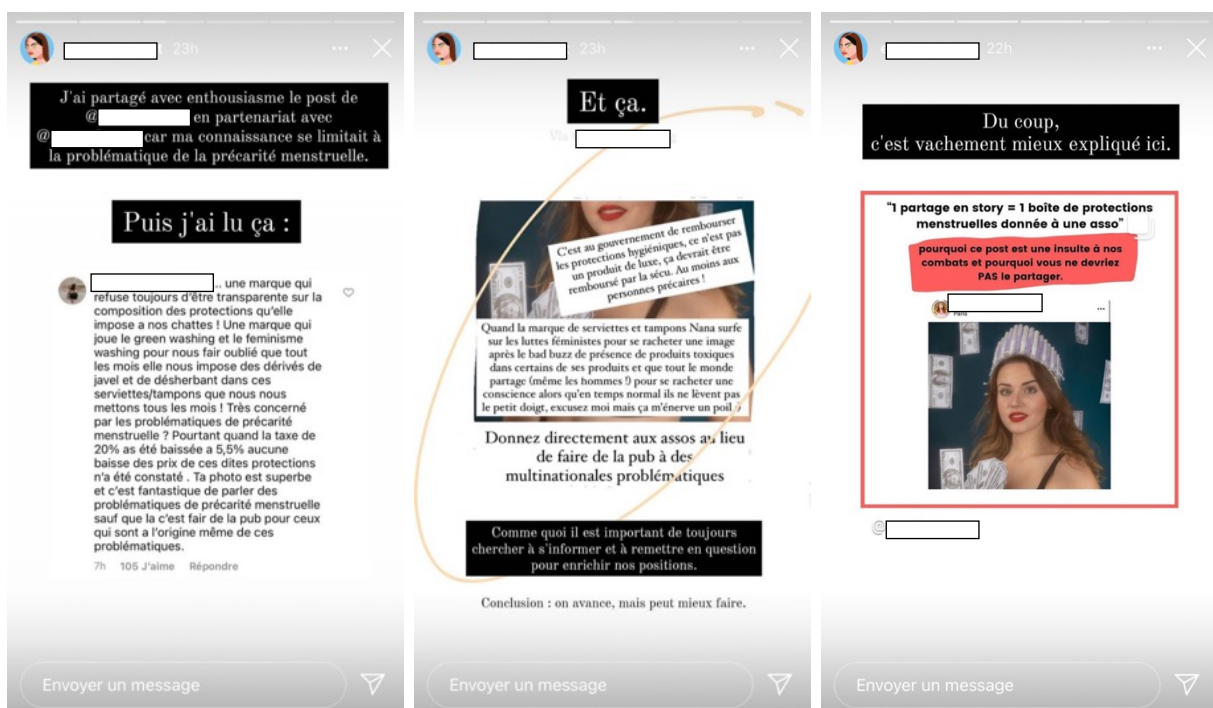 23h
J'ai partagé avec enthousiasme le post de
@ en partenariat avec
@ car ma connaissance se limitait à
la problématique de la précarité menstruelle.
Puis j'ai lu ça :
.. une marque qui
refuse toujours d'être transparente sur la
composition des protections qu'elle
impose a nos chattes ! Une marque qui
joue le green washing et le feminisme
washing pour nous fair oublié que tout
les mois elle nous impose des dérivés de
javel et de désherbant dans ces
serviettes/tampons que nous nous
mettons tous les mois ! Très concerné
par les problématiques de précarité
menstruelle ? Pourtant quand la taxe de
20% as été baissée a 5,5% aucune
baisse des prix de ces dites protections
n'a été constaté . Ta photo est superbe
et c'est fantastique de parler des
problématiques de précarité menstruelle
sauf que la c'est fair de la pub pour ceux
qui sont a l'origine même de ces
problématiques.
7h 105 J'aime Répondre
Envoyer un message
23h
Et ça.
Via
C'est au gouvernement de rembourser
les protections hygiéniques, ce n'est pas
un produit de luxe, ça devrait être
remboursé par la sécu. Au moins aux
personnes précaires !
Quand la marque de serviettes et tampons Nana surfe
sur les luttes féministes pour se racheter une image
après le bad buzz de présence de produits toxiques
dans certains de ses produits et que tout le monde
partage (même les hommes !) pour se racheter une
conscience alors qu'en temps normal ils ne lèvent pas
le petit doigt, excusez moi mais ça m'énerve un poil :)
Donnez directement aux assos au lieu
de faire de la pub à des
multinationales problématiques
Comme quoi il est important de toujours
chercher à s'informer et à remettre en question
pour enrichir nos positions.
Conclusion : on avance, mais peut mieux faire.
Envoyer un message
22h
Du coup,
c'est vachement mieux expliqué ici.
"1 partage en story = 1 boîte de protections
menstruelles donnée à une asso"
pourquoi ce post est une insulte à nos
combats et pourquoi vous ne devriez
PAS le partager.
Paris
@
Envoyer un message